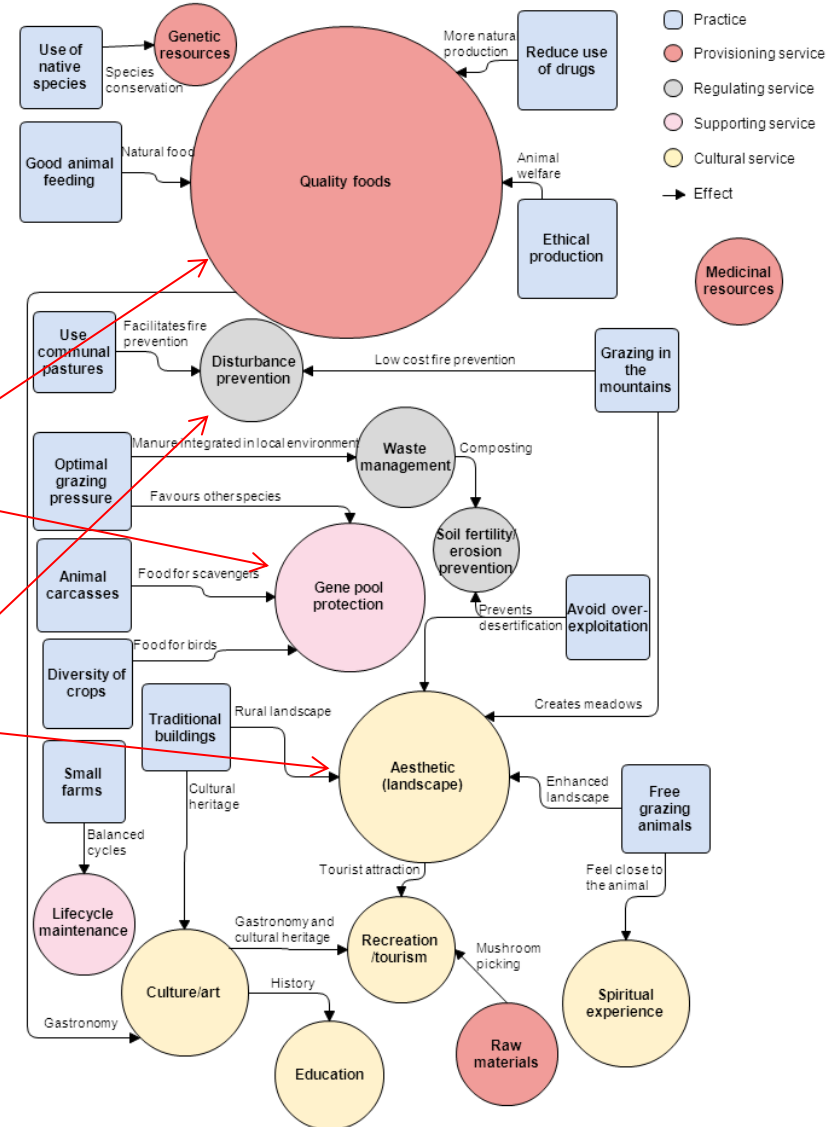 Use of
native
species
Species
conservation
Genetic
resources
More natural
production
Reduce use
of drugs
Practice
Provisioning service
Regulating service
Supporting service
Cultural service
Effect
Good animal
feeding
Natural food
Quality foods
Animal
welfare
Ethical
production
Medicinal
resources
Use
communal
pastures
Facilitates fire
prevention
Disturbance
prevention
Low cost fire prevention
Grazing in
the
mountains
Optimal
grazing
pressure
Manure integrated in local environment
Waste
management
Composting
Favours other species
Soil fertility/
erosion
prevention
Animal
carcasses
Food for scavengers
Gene pool
protection
Prevents
desertification
Avoid over-
exploitation
Diversity of
crops
Food for birds
Traditional
buildings
Rural landscape
Creates meadows
Aesthetic
(landscape)
Small
farms
Cultural
heritage
Enhanced
landscape
Free
grazing
animals
Balanced
cycles
Tourist attraction
Feel close to
the animal
Lifecycle
maintenance
Gastronomy and
cultural heritage
Recreation
/tourism
Mushroom
picking
Culture/art
History
Spiritual
experience
Gastronomy
Education
Raw
materials